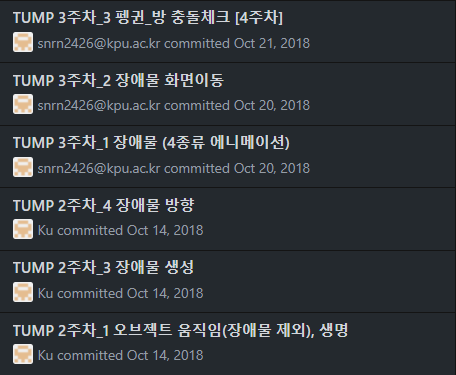 TUMP 3주차_3 펭귄_방 충돌체크 [4주차]
snrn2426@kpu.ac.kr committed Oct 21, 2018
TUMP 3주차_2 장애물 화면이동
snrn2426@kpu.ac.kr committed Oct 20, 2018
TUMP 3주차_1 장애물 (4종류 에니메이션)
snrn2426@kpu.ac.kr committed Oct 20, 2018
TUMP 2주차_4 장애물 방향
Ku committed Oct 14, 2018
TUMP 2주차_3 장애물 생성
Ku committed Oct 14, 2018
TUMP 2주차_1 오브젝트 움직임(장애물 제외), 생명
Ku committed Oct 14, 2018